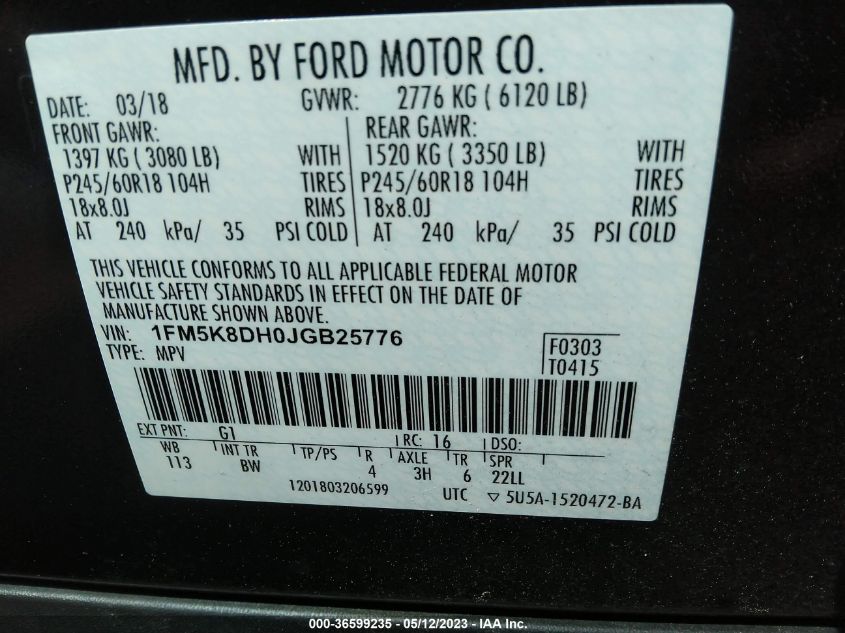 MFD. BY FORD MOTOR CO.
DATE: 03/18 GVWR: 2776 KG ( 6120 LB)
FRONT GAWR: REAR GAWR:
1397 KG ( 3080 LB) WITH 1520 KG ( 3350 LB) WITH
P245/60R18 104H TIRES P245/60R18 104H TIRES
18x8.0J RIMS 18x8.0J RIMS
AT 240 kPa/ 35 PSI COLD AT 240 kPa/ 35 PSI COLD
THIS VEHICLE CONFORMS TO ALL APPLICABLE FEDERAL MOTOR
VEHICLE SAFETY STANDARDS IN EFFECT ON THE DATE OF
MANUFACTURE SHOWN ABOVE.
VIN: 1FM5K8DH0JGB25776
TYPE: MPV
F0303
T0415
EXT PNT: G1 RC: 16 DSO:
WB INT TR TP/PS R AXLE TR SPR
113 BW 4 3H 6 22LL
1201803206599 UTC ▽ 5U5A-1520472-BA
000-36599235 - 05/12/2023 - IAA Inc.